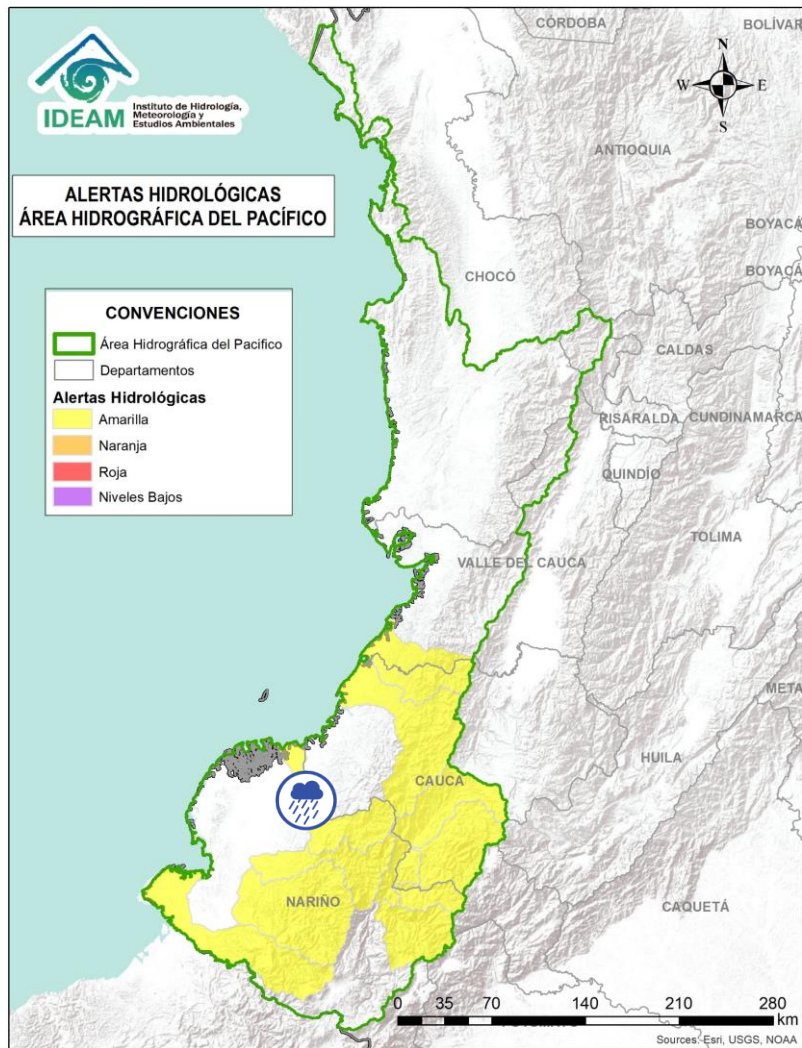 IDEAM
Instituto de Hidrología,
Meteorología y
Estudios Ambientales
ALERTAS HIDROLÓGICAS
ÁREA HIDROGRÁFICA DEL PACÍFICO
CONVENCIONES
Área Hidrográfica del Pacifico
Departamentos
Alertas Hidrológicas
Amarilla
Naranja
Roja
Niveles Bajos
N
W E
S
CÓRDOBA
BOLÍVAR
ANTIOQUIA
BOYACÁ
BOYACÁ
CHOCÓ
CALDAS
RISARALDA
CUNDINAMARCA
QUINDÍO
TOLIMA
VALLE DEL CAUCA
META
HUILA
CAUCA
NARIÑO
CAQUETÁ
0 35 70 140 210 280
km
Sources: Esri, USGS, NOAA